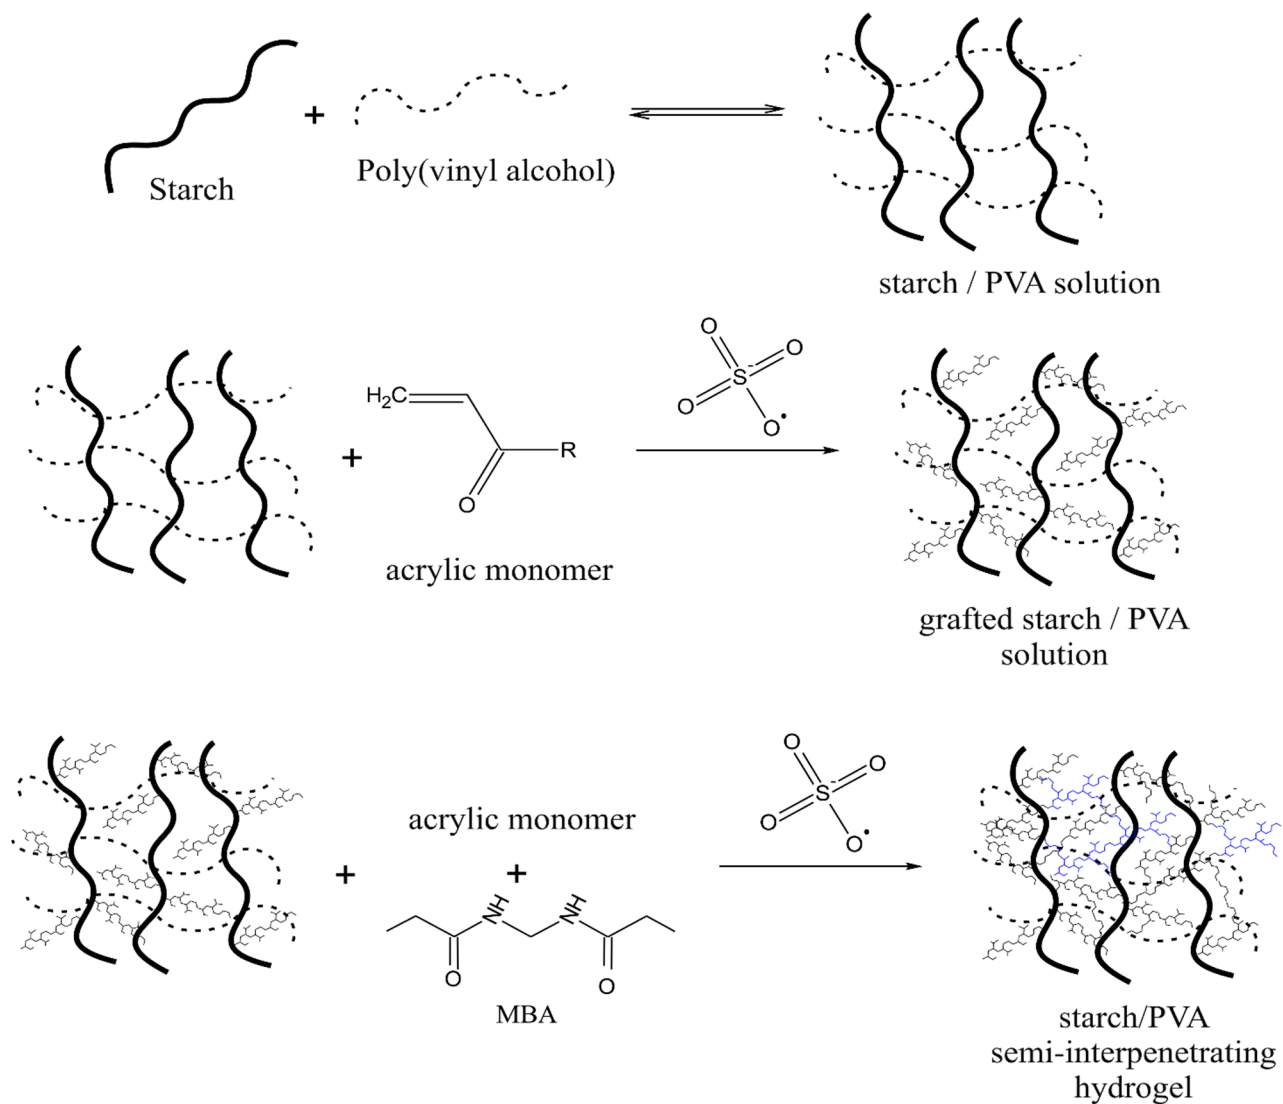 +
Starch
Poly(vinyl alcohol)
starch / PVA solution
+
H2C
R
O
O
O
S-
O
O•
acrylic monomer
grafted starch / PVA
solution
+
acrylic monomer
+
NH
NH
O
O
MBA
O
O
S-
O
O•
starch/PVA
semi-interpenetrating
hydrogel